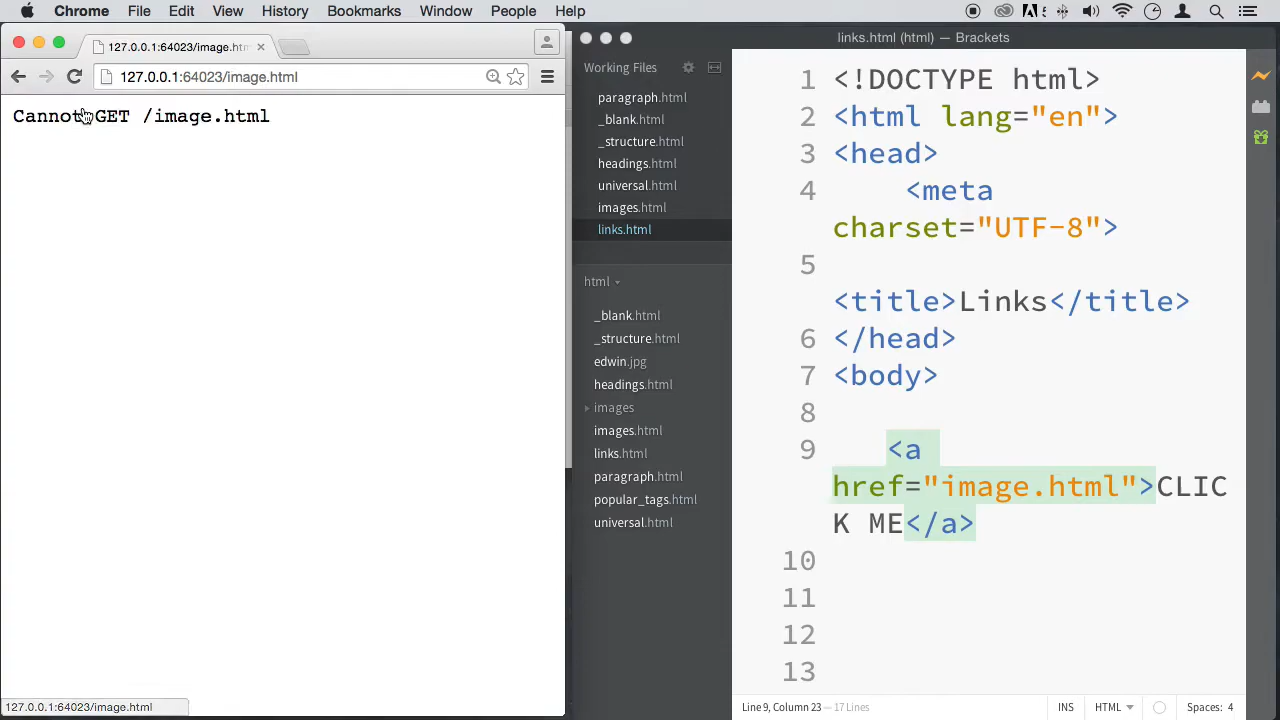 Chrome File Edit View History Bookmarks Window People Help
127.0.0.1:64023/image.htm
127.0.0.1:64023/image.html
Cannot GET /image.html
127.0.0.1:64023/image.html
links.html (html) — Brackets
Working Files
paragraph.html
_blank.html
_structure.html
headings.html
universal.html
images.html
links.html
html
_blank.html
_structure.html
edwin.jpg
headings.html
images
images.html
links.html
paragraph.html
popular_tags.html
universal.html
1 <!DOCTYPE html>
2 <html lang="en">
3 <head>
4 <meta
charset="UTF-8">
5
<title>Links</title>
6 </head>
7 <body>
8
9 <a
href="image.html">CLIC
K ME</a>
10
11
12
13
Line 9, Column 23 — 17 Lines
INS HTML Spaces: 4